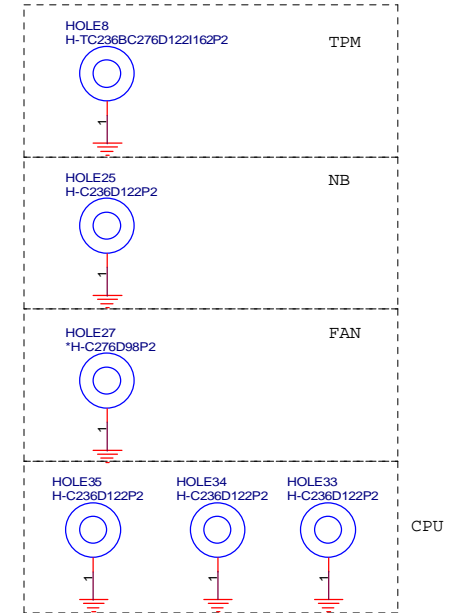 HOLE8
H-TC236BC276D122I162P2
TPM
1
HOLE25
H-C236D122P2
NB
1
HOLE27
*H-C276D98P2
FAN
1
HOLE35 HOLE34 HOLE33
H-C236D122P2 H-C236D122P2 H-C236D122P2
CPU
1 1 1